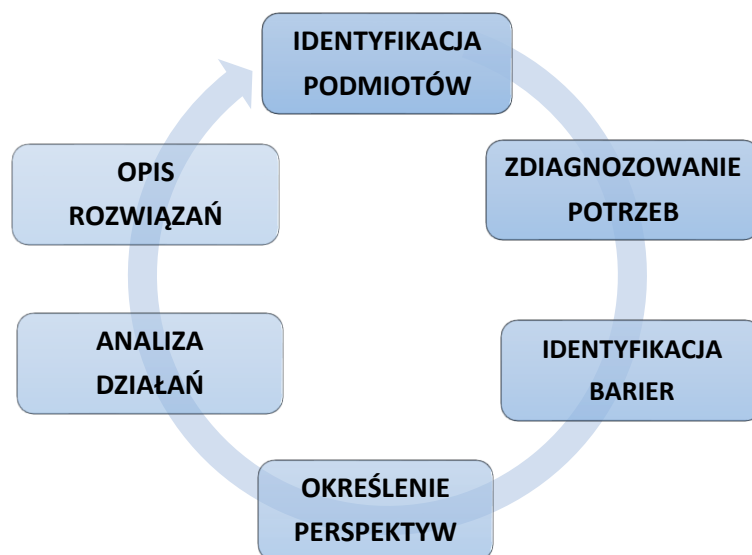 IDENTYFIKACJA
PODMIOTÓW
ZDIAGNOZOWANIE
POTRZEB
IDENTYFIKACJA
BARIER
OKREŚLENIE
PERSPEKTYW
ANALIZA
DZIAŁAŃ
OPIS
ROZWIĄZAŃ